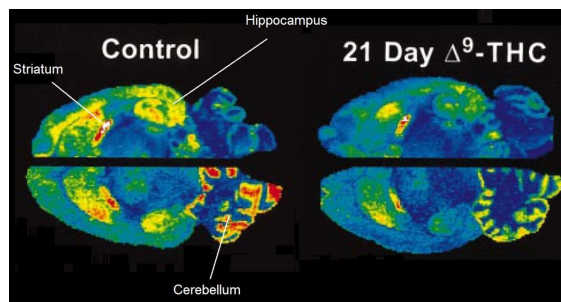 Hippocampus
Control
21 Day Δ⁹-THC
Striatum
Cerebellum